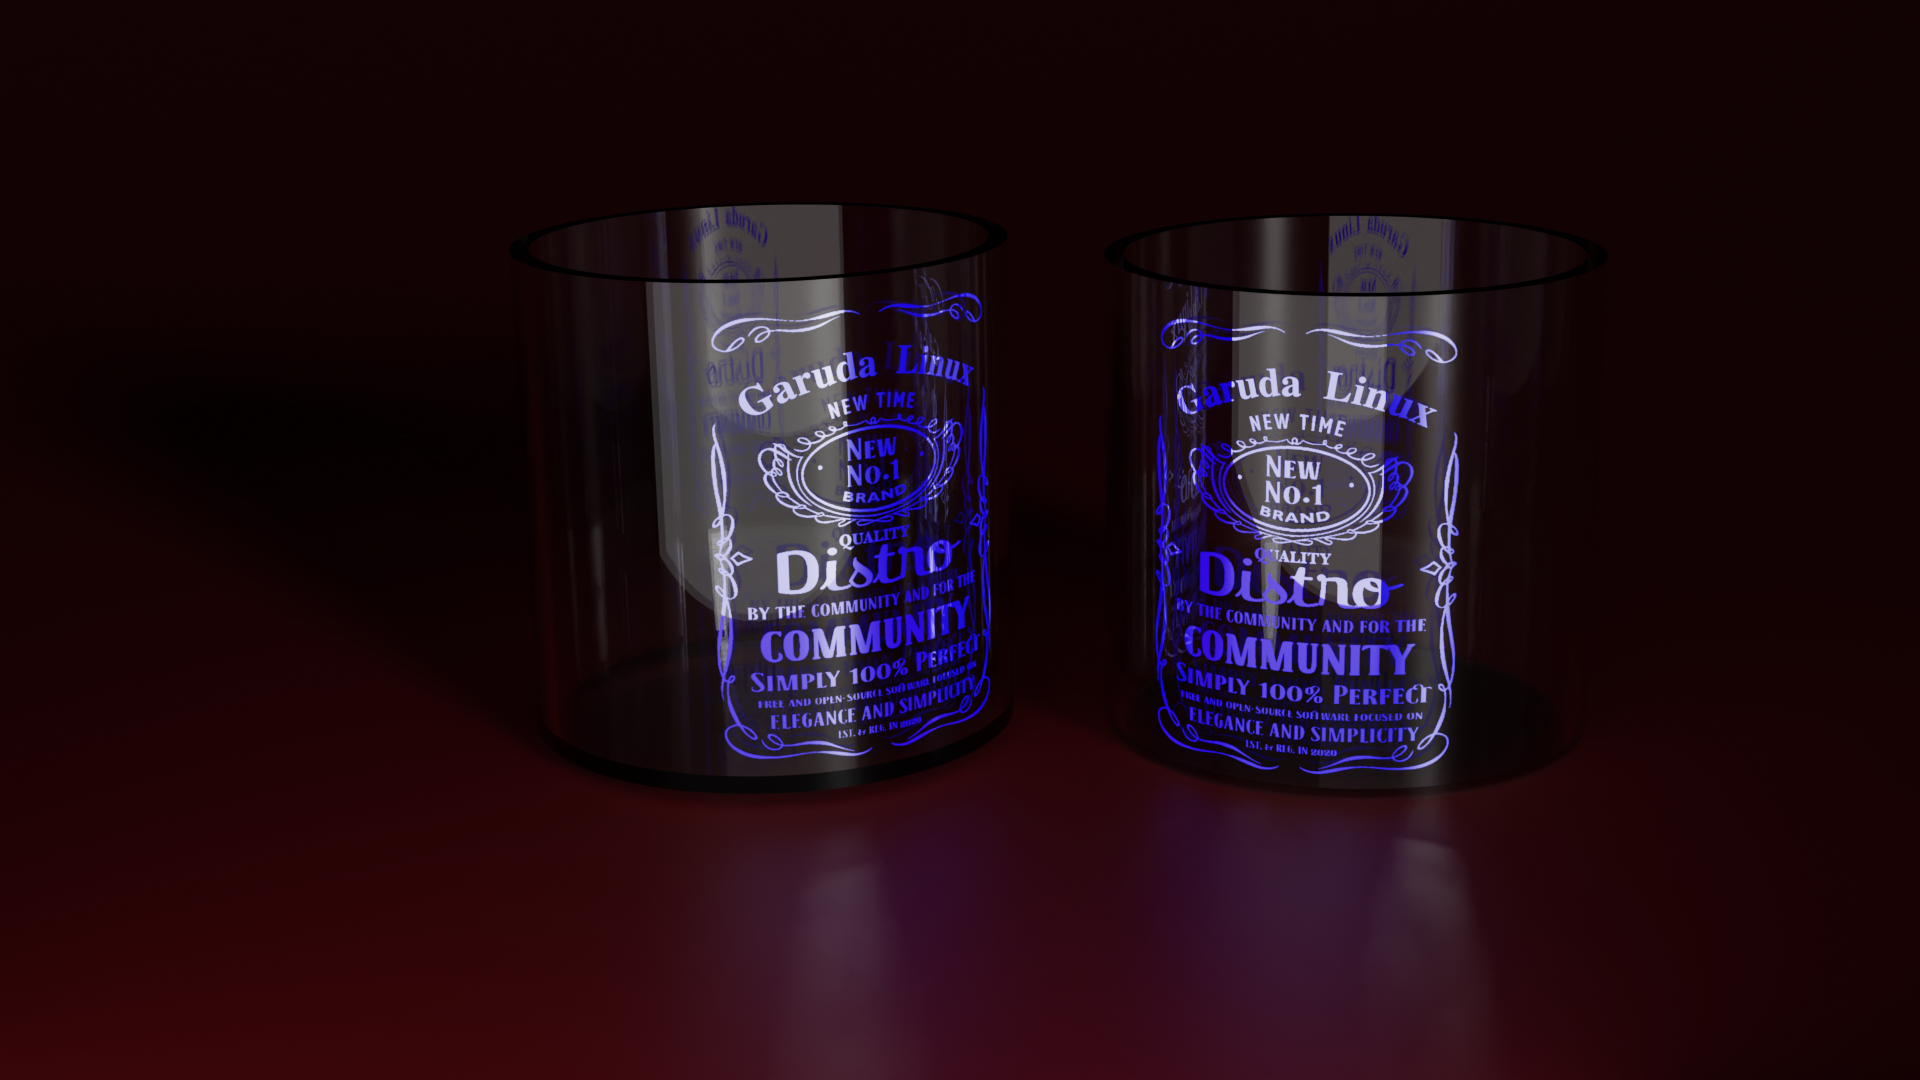 Garuda Linux
NEW TIME
NEW
No.1
BRAND
QUALITY
Distro
BY THE COMMUNITY AND FOR THE
COMMUNITY
SIMPLY 100% PERFECT
FREE AND OPEN-SOURCE SOFTWARE FOCUSED ON
ELEGANCE AND SIMPLICITY
EST. & REG. IN 2020
Garuda Linux
NEW TIME
NEW
No.1
BRAND
QUALITY
Distro
BY THE COMMUNITY AND FOR THE
COMMUNITY
SIMPLY 100% PERFECT
FREE AND OPEN-SOURCE SOFTWARE FOCUSED ON
ELEGANCE AND SIMPLICITY
EST. & REG. IN 2020